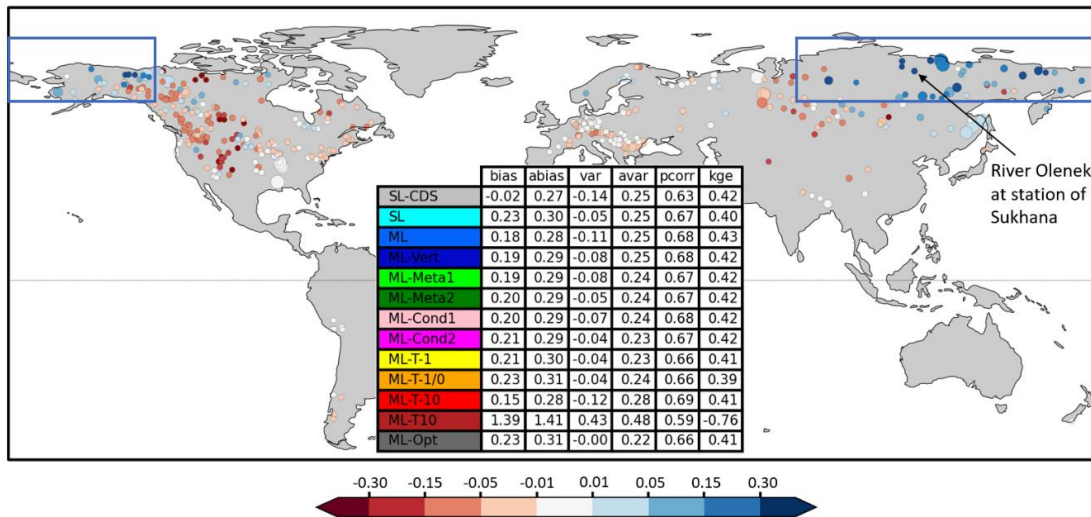 River Olenek
at station of
Sukhana
bias abias var avar pcorr kge
SL-CDS -0.02 0.27 -0.14 0.25 0.63 0.42
SL 0.23 0.30 -0.05 0.25 0.67 0.40
ML 0.18 0.28 -0.11 0.25 0.68 0.43
ML-Vert 0.19 0.29 -0.08 0.25 0.68 0.42
ML-Meta1 0.19 0.29 -0.08 0.24 0.67 0.42
ML-Meta2 0.20 0.29 -0.05 0.24 0.67 0.42
ML-Cond1 0.20 0.29 -0.07 0.24 0.68 0.42
ML-Cond2 0.21 0.29 -0.04 0.23 0.67 0.42
ML-T-1 0.21 0.30 -0.04 0.23 0.66 0.41
ML-T-1/0 0.23 0.31 -0.04 0.24 0.66 0.39
ML-T-10 0.15 0.28 -0.12 0.28 0.69 0.41
ML-T10 1.39 1.41 0.43 0.48 0.59 -0.76
ML-Opt 0.23 0.31 -0.00 0.22 0.66 0.41
-0.30 -0.15 -0.05 -0.01 0.01 0.05 0.15 0.30